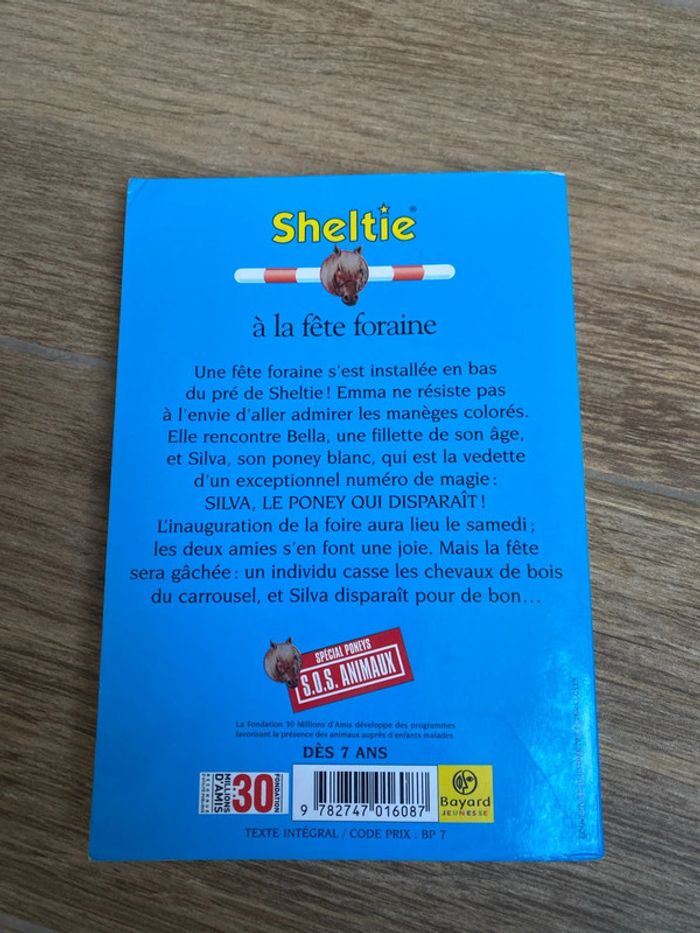 Sheltie®
à la fête foraine
Une fête foraine s'est installée en bas
du pré de Sheltie! Emma ne résiste pas
à l'envie d'aller admirer les manèges colorés.
Elle rencontre Bella, une fillette de son âge,
et Silva, son poney blanc, qui est la vedette
d'un exceptionnel numéro de magie :
SILVA, LE PONEY QUI DISPARAÎT !
L'inauguration de la foire aura lieu le samedi ;
les deux amies s'en font une joie. Mais la fête
sera gâchée : un individu casse les chevaux de bois
du carrousel, et Silva disparaît pour de bon...
SPÉCIAL PONEYS
S.O.S. ANIMAUX
La Fondation 30 Millions d'Amis développe des programmes
favorisant la présence des animaux auprès d'enfants malades.
DÈS 7 ANS
FONDATION
30
MILLIONS
D'AMIS
9 782747 016087
Bayard
JEUNESSE
TEXTE INTÉGRAL / CODE PRIX : BP 7